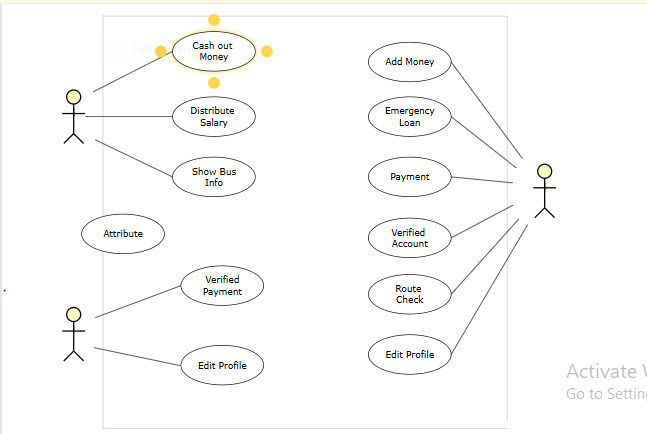 Cash out
Money
Add Money
Distribute
Salary
Emergency
Loan
Show Bus
Info
Payment
Attribute
Verified
Account
Verified
Payment
Route
Check
Edit Profile
Edit Profile
Activate
Go to Settin